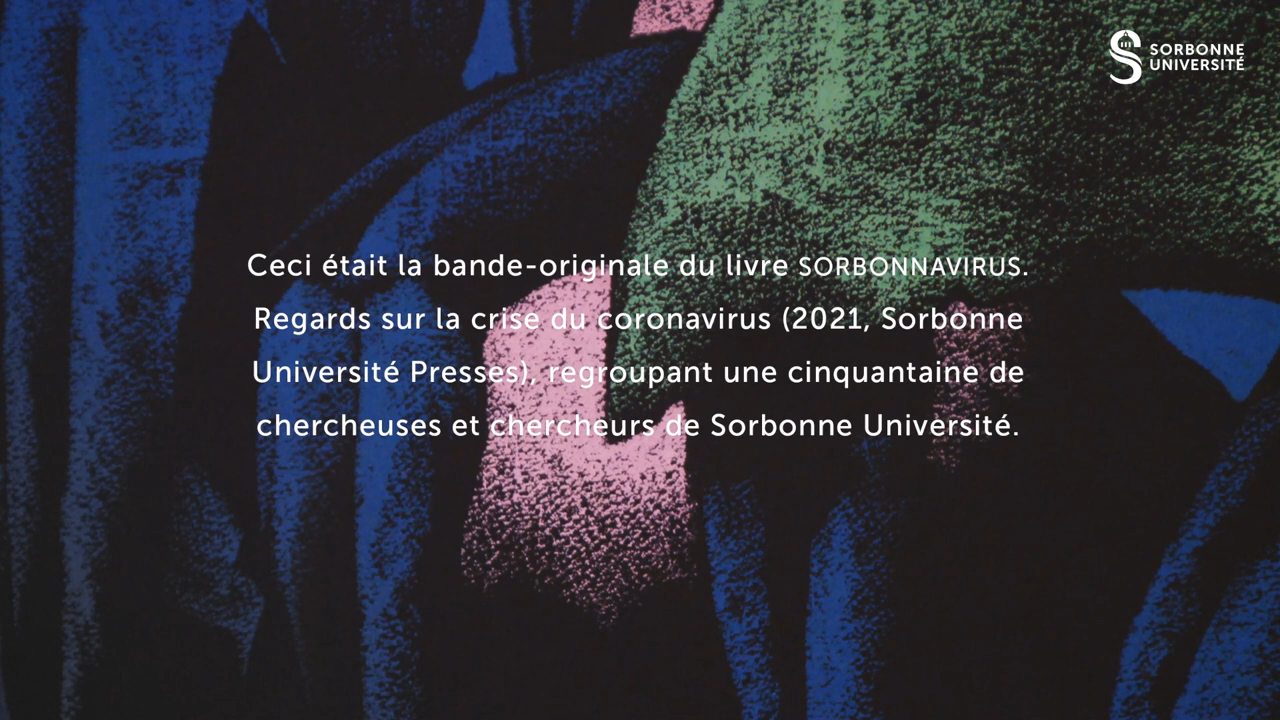 SORBONNE
UNIVERSITÉ
Ceci était la bande-originale du livre SORBONNAVIRUS.
Regards sur la crise du coronavirus (2021, Sorbonne
Université Presses), regroupant une cinquantaine de
chercheuses et chercheurs de Sorbonne Université.